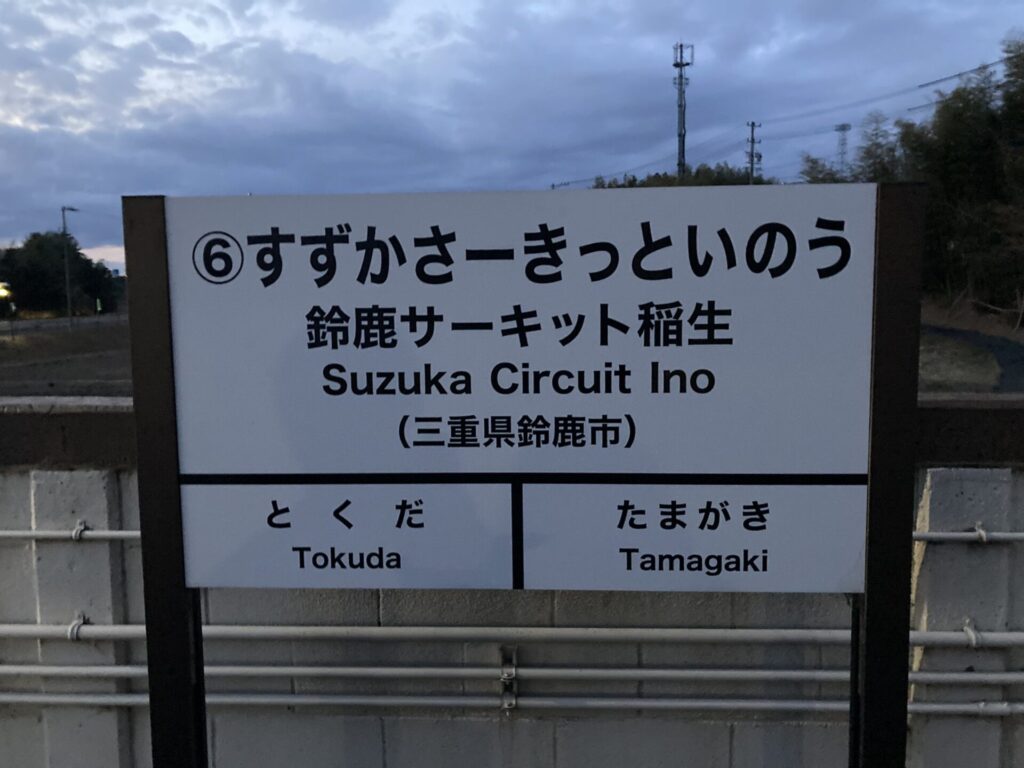 ⑥すずかさーきっといのう
鈴鹿サーキット稲生
Suzuka Circuit Ino
（三重県鈴鹿市）
とくだ
Tokuda
たまがき
Tamagaki